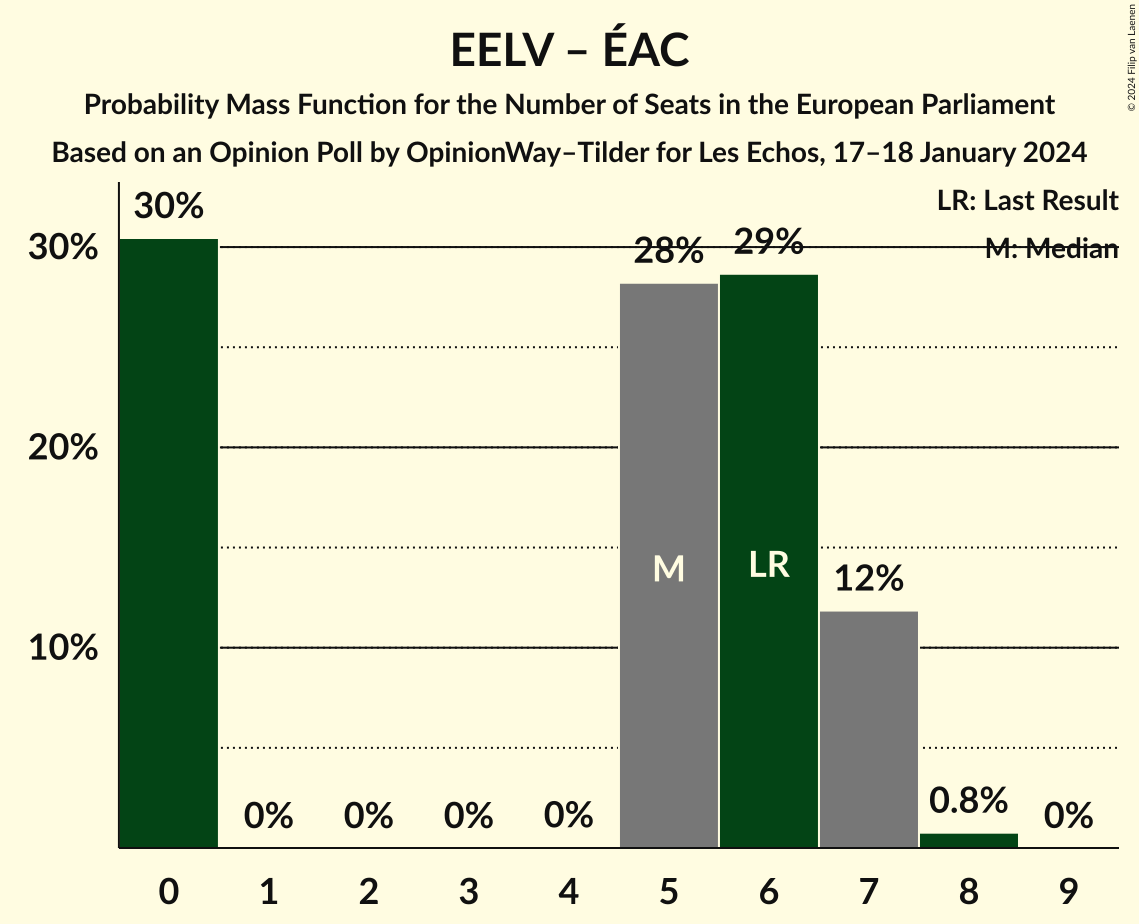 EELV – ÉAC
Probability Mass Function for the Number of Seats in the European Parliament
Based on an Opinion Poll by OpinionWay–Tilder for Les Echos, 17–18 January 2024
© 2024 Filip van Laenen
LR: Last Result
M: Median
30%
20%
10%
30%
0%
0%
0%
0%
28%
29%
12%
0.8%
0%
M
LR
0 1 2 3 4 5 6 7 8 9